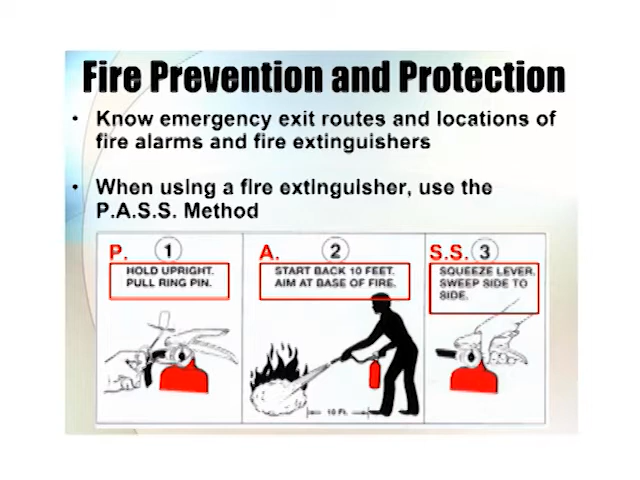 Fire Prevention and Protection
• Know emergency exit routes and locations of
fire alarms and fire extinguishers
• When using a fire extinguisher, use the
P.A.S.S. Method
P. 1
HOLD UPRIGHT.
PULL RING PIN.
A. 2
START BACK 10 FEET.
AIM AT BASE OF FIRE.
10 Ft.
S.S. 3
SQUEEZE LEVER.
SWEEP SIDE TO
SIDE.